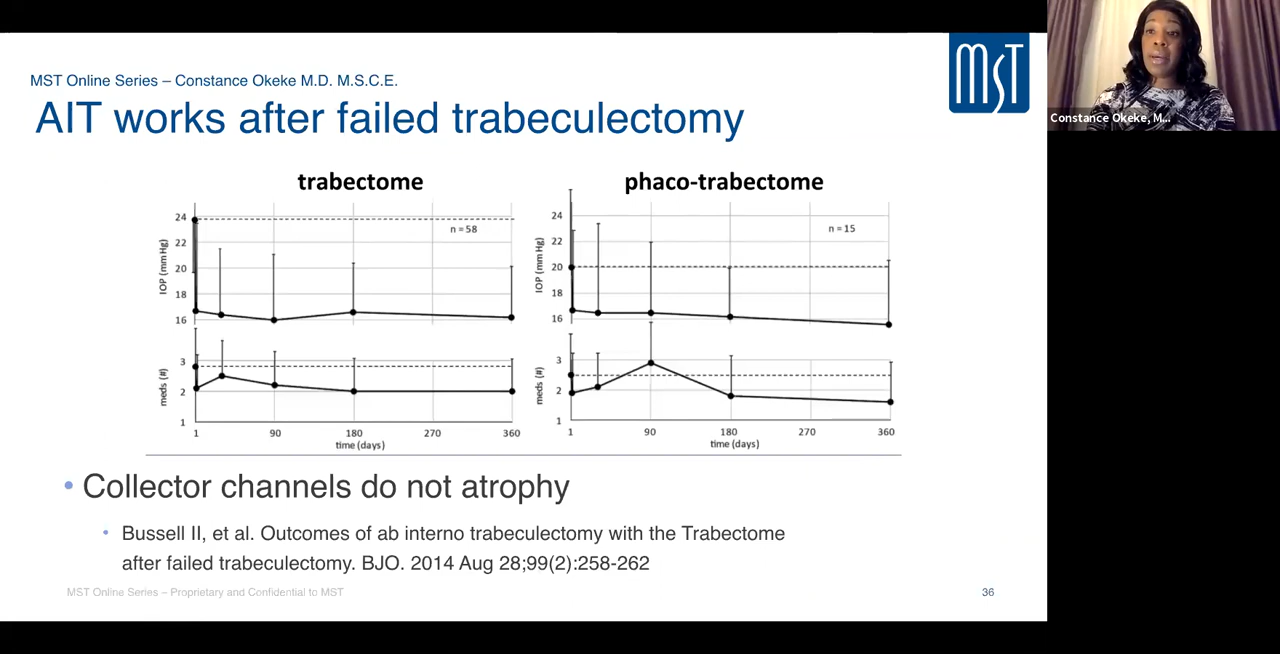 MST Online Series – Constance Okeke M.D. M.S.C.E.
MST
AIT works after failed trabeculectomy
Constance Okeke, M...
trabectome
phaco-trabectome
24
22
20
18
16
IOP (mmHg)
n = 58
3
2
1
meds (#)
1 90 180 270 360
time (days)
24
22
20
18
16
IOP (mmHg)
n = 15
3
2
1
meds (#)
1 90 180 270 360
time (days)
• Collector channels do not atrophy
• Bussell II, et al. Outcomes of ab interno trabeculectomy with the Trabectome
after failed trabeculectomy. BJO. 2014 Aug 28;99(2):258-262
MST Online Series – Proprietary and Confidential to MST
36